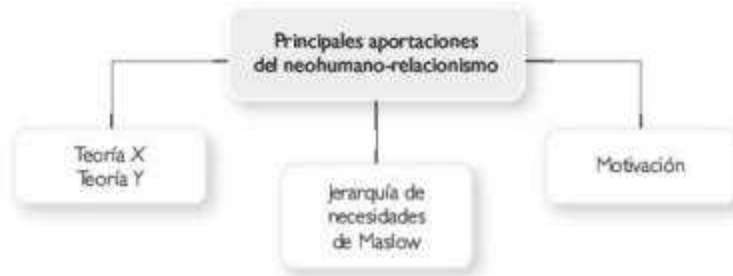 Principales aportaciones
del neohumano-relacionismo
Teoría X
Teoría Y
Jerarquía de
necesidades
de Maslow
Motivación